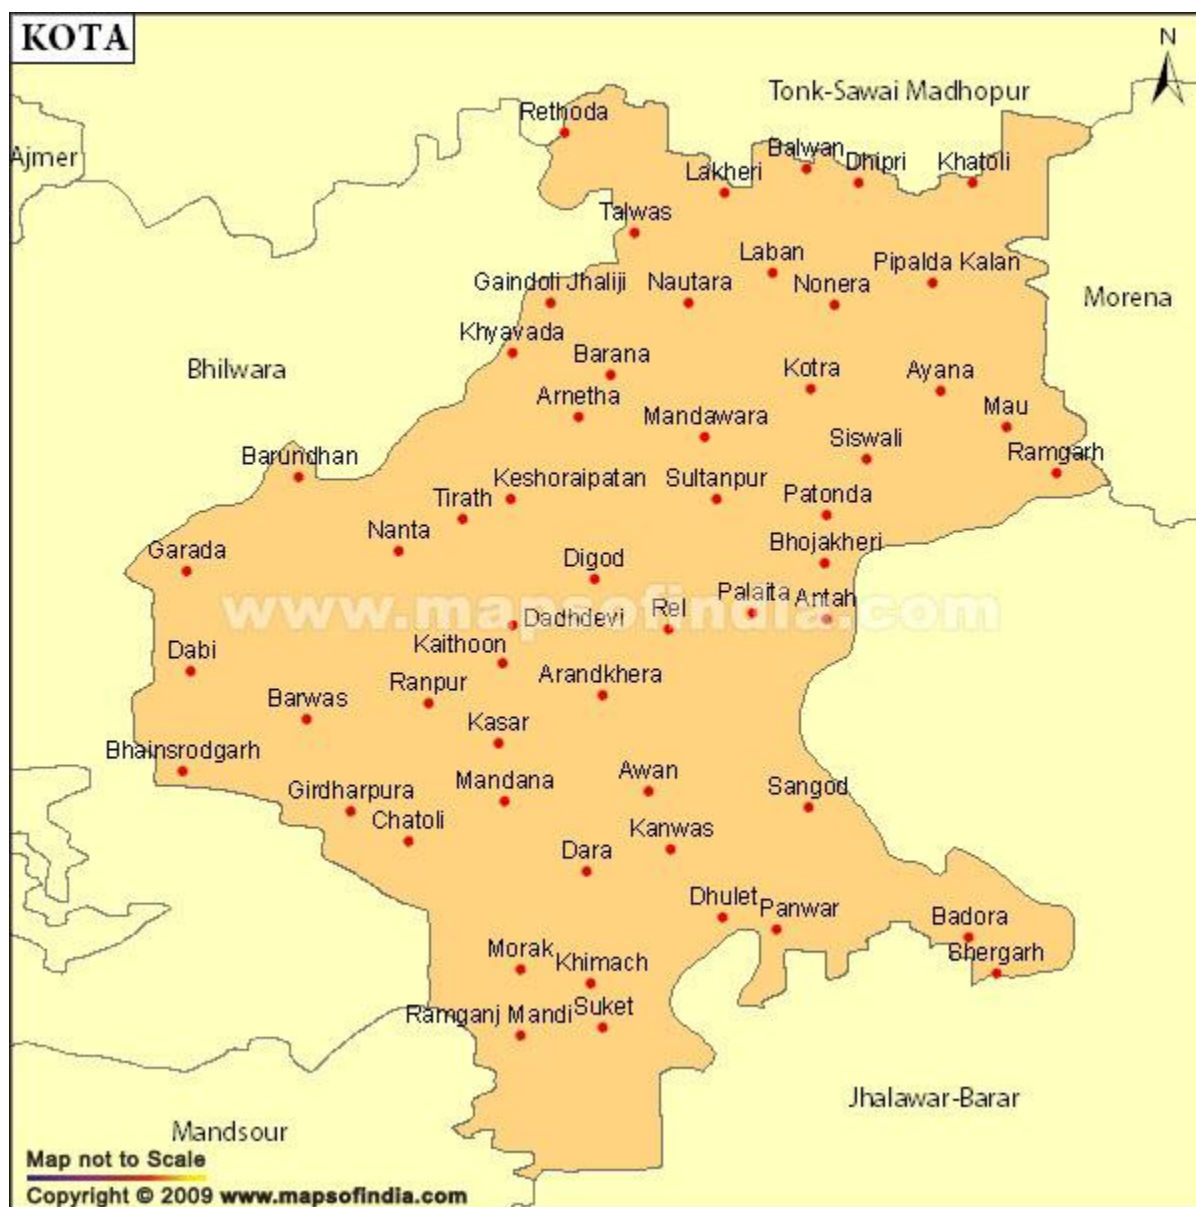 KOTA
N
Tonk-Sawai Madhopur
Rethoda
Ajmer
Balwan
Dhipri
Khatoli
Lakheri
Talwas
Laban
Pipalda Kalan
Gaindoli Jhaliji
Nautara
Nonera
Morena
Khyavada
Bhilwara
Barana
Kotra
Ayana
Arnetha
Mandawara
Mau
Siswali
Barundhan
Ramgarh
Keshoraipatan
Sultanpur
Tirath
Patonda
Nanta
Garada
Digod
Bhojakheri
www.mapsofindia.com
Palaita
Antah
Rel
Dadhdevi
Kaithoon
Dabi
Arandkhera
Ranpur
Barwas
Kasar
Bhainsrodgarh
Awan
Mandana
Sangod
Girdharpura
Chatoli
Kanwas
Dara
Dhulet
Panwar
Badora
Morak
Khimach
Shergarh
Ramganj Mandi
Suket
Jhalawar-Barar
Mandsour
Map not to Scale
Copyright © 2009 www.mapsofindia.com